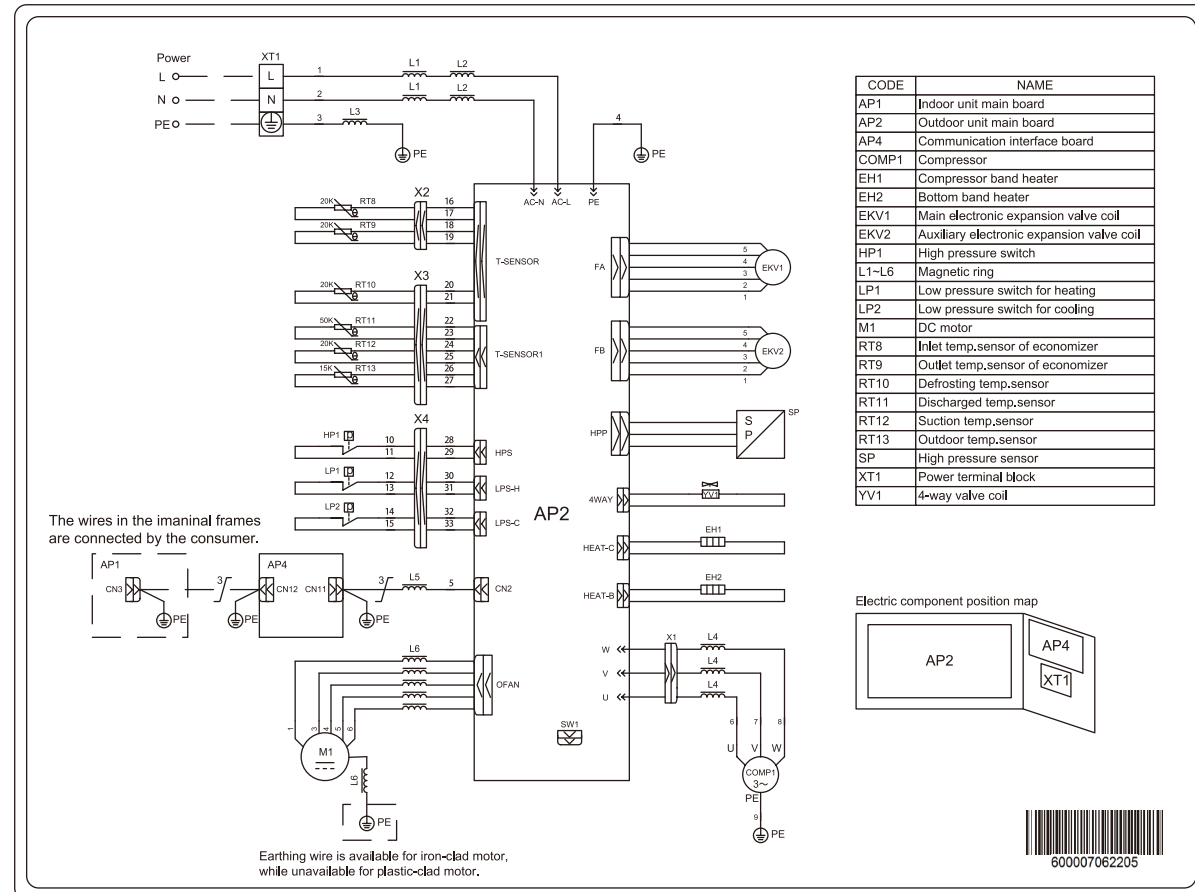 Power
XT1
L
L
1
L1
L2
N
N
2
L1
L2
PE
3
L3
PE
4
PE
AC-N
AC-L
PE
X2
20K
RT8
16
17
20K
RT9
18
19
T-SENSOR
X3
20K
RT10
20
21
50K
RT11
22
23
20K
RT12
24
25
15K
RT13
26
27
T-SENSOR1
X4
HP1
P
10
11
28
29
HPS
LP1
P
12
13
30
31
LPS-H
LP2
P
14
15
32
33
LPS-C
AP2
The wires in the imaninal frames
are connected by the consumer.
AP1
CN3
PE
3
PE
AP4
CN12
CN11
PE
3
L5
5
CN2
L6
OFAN
1
3
4
5
6
M1
L6
PE
Earthing wire is available for iron-clad motor,
while unavailable for plastic-clad motor.
SW1
FA
5
4
3
2
1
EKV1
FB
5
4
3
2
1
EKV2
HPP
S
P
SP
4WAY
YV1
HEAT-C
EH1
HEAT-B
EH2
W
V
U
X1
L4
L4
L4
6
7
8
U
V
W
COMP1
3~
PE
9
PE
CODE NAME
AP1 Indoor unit main board
AP2 Outdoor unit main board
AP4 Communication interface board
COMP1 Compressor
EH1 Compressor band heater
EH2 Bottom band heater
EKV1 Main electronic expansion valve coil
EKV2 Auxiliary electronic expansion valve coil
HP1 High pressure switch
L1~L6 Magnetic ring
LP1 Low pressure switch for heating
LP2 Low pressure switch for cooling
M1 DC motor
RT8 Inlet temp.sensor of economizer
RT9 Outlet temp.sensor of economizer
RT10 Defrosting temp.sensor
RT11 Discharged temp.sensor
RT12 Suction temp.sensor
RT13 Outdoor temp.sensor
SP High pressure sensor
XT1 Power terminal block
YV1 4-way valve coil
Electric component position map
AP2
AP4
XT1
600007062205